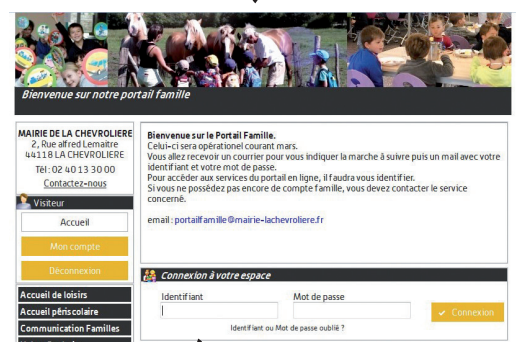 Bienvenue sur notre portail famille
MAIRIE DE LA CHEVROLIERE
2, Rue alfred Lemaitre
44118 LA CHEVROLIERE
Tél : 02 40 13 30 00
Contactez-nous
Visiteur
Accueil
Mon compte
Déconnexion
Accueil de loisirs
Accueil périscolaire
Communication Familles
Bienvenue sur le Portail Famille.
Celui-ci sera opérationel courant mars.
Vous allez recevoir un courrier pour vous indiquer la marche à suivre puis un mail avec votre
identifiant et votre mot de passe.
Pour accéder aux services du portail en ligne, il faudra vous identifier.
Si vous ne possédez pas encore de compte famille, vous devez contacter le service
concerné.
email : portailfamille@mairie-lachevroliere.fr
Connexion à votre espace
Identifiant Mot de passe
Connexion
Identifiant ou Mot de passe oublié ?